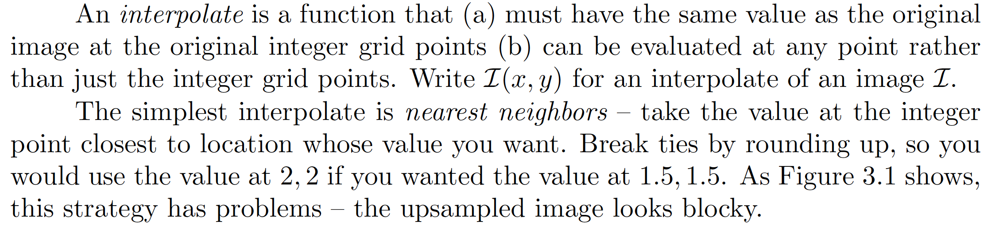 An interpolate is a function that (a) must have the same value as the original
image at the original integer grid points (b) can be evaluated at any point rather
than just the integer grid points. Write I(x, y) for an interpolate of an image I.
The simplest interpolate is nearest neighbors – take the value at the integer
point closest to location whose value you want. Break ties by rounding up, so you
would use the value at 2, 2 if you wanted the value at 1.5, 1.5. As Figure 3.1 shows,
this strategy has problems – the upsampled image looks blocky.